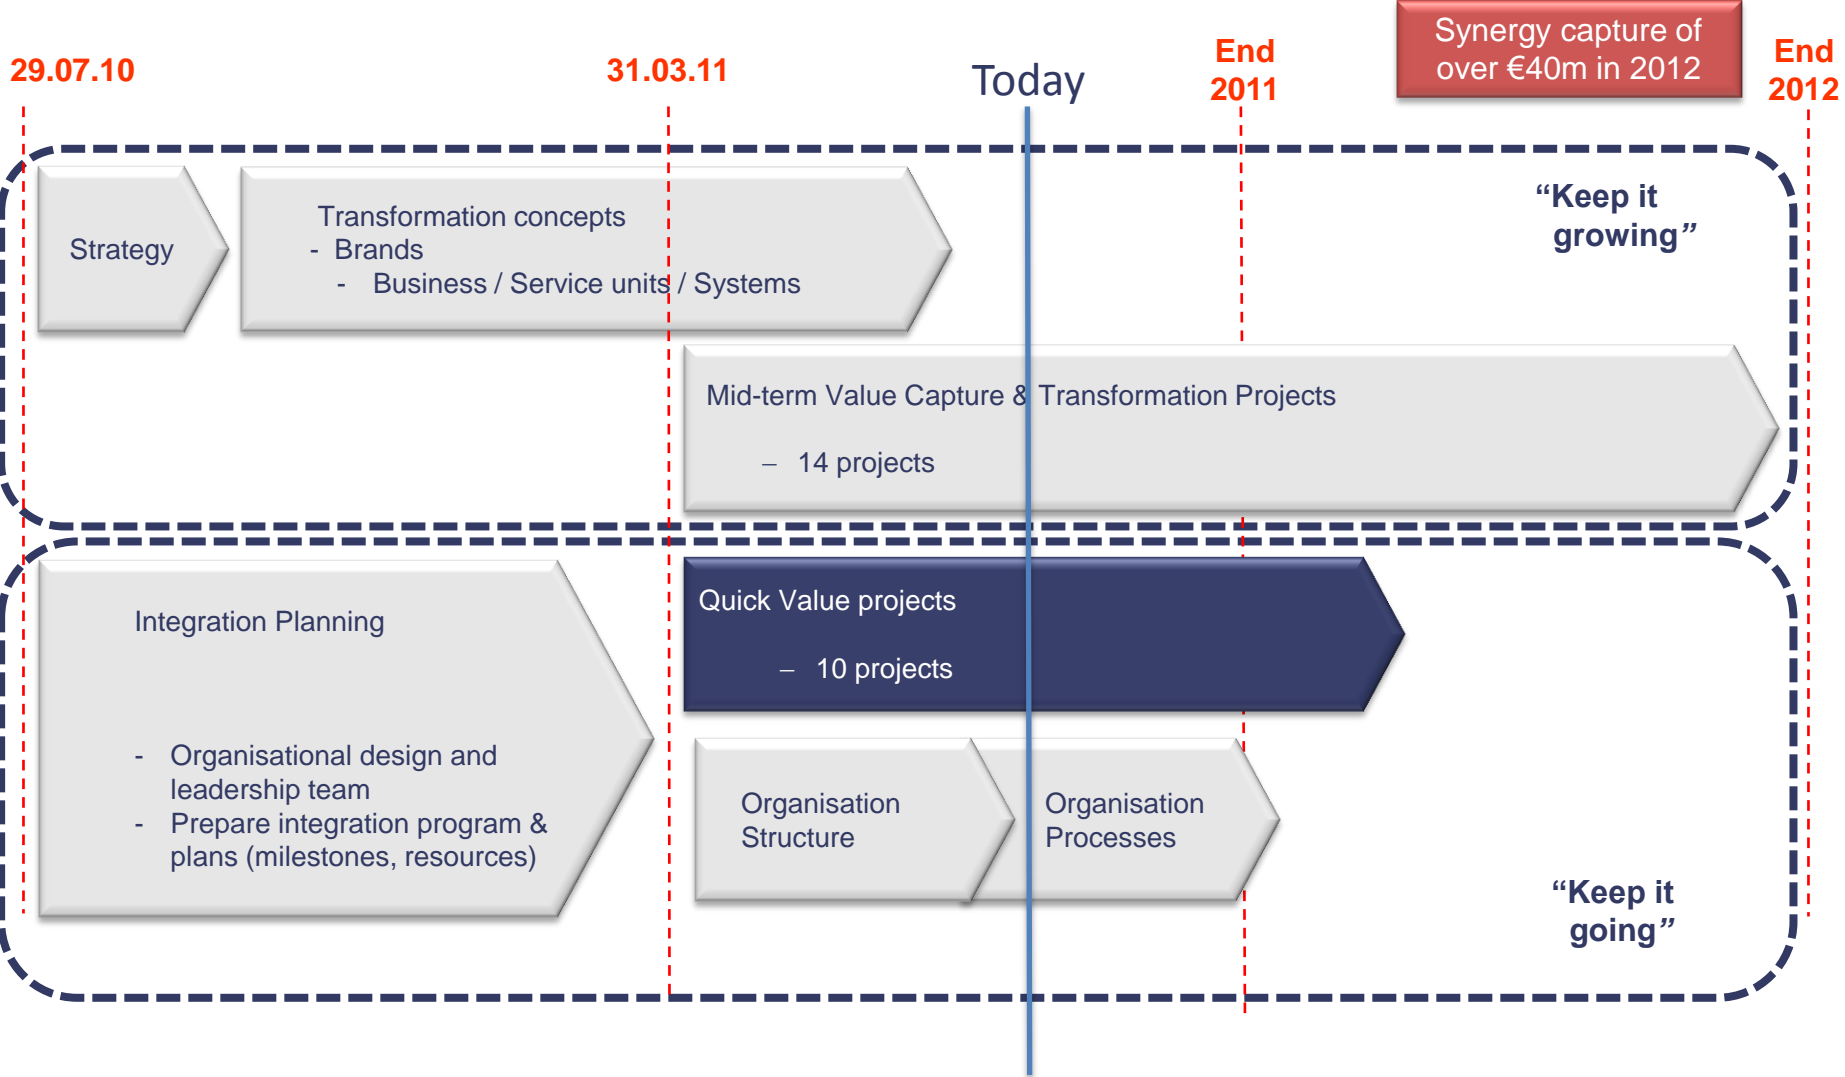 29.07.10
31.03.11
Today
End
2011
Synergy capture of
over €40m in 2012
End
2012
Strategy
Transformation concepts
- Brands
- Business / Service units / Systems
“Keep it
growing”
Mid-term Value Capture & Transformation Projects
– 14 projects
Integration Planning
- Organisational design and
leadership team
- Prepare integration program &
plans (milestones, resources)
Quick Value projects
– 10 projects
Organisation
Structure
Organisation
Processes
“Keep it
going”